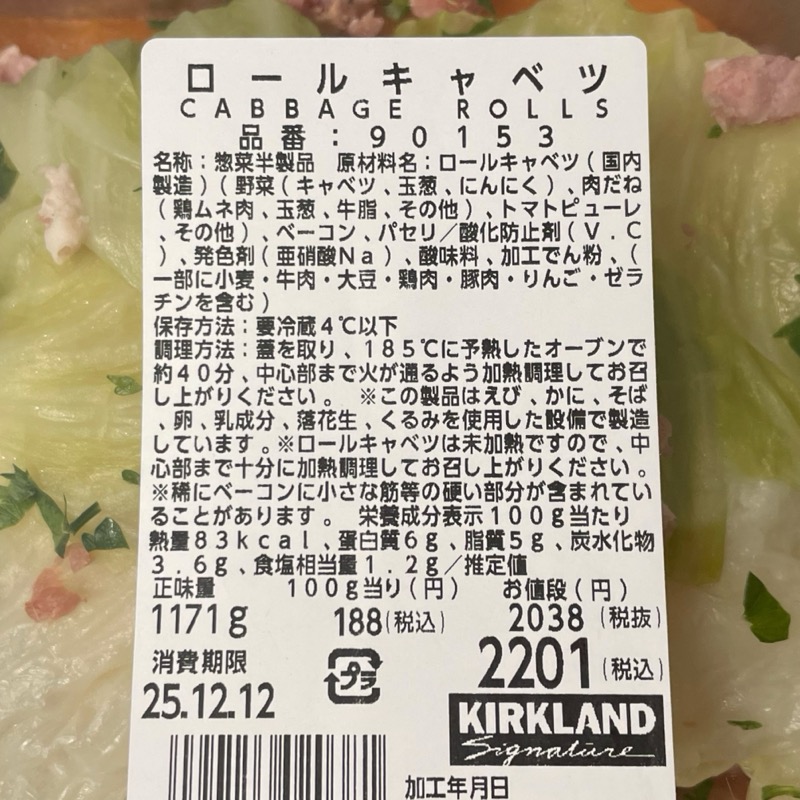 ロールキャベツ
CABBAGE ROLLS
品番：90153
名称：惣菜半製品　原材料名：ロールキャベツ（国内
製造）（野菜（キャベツ、玉葱、にんにく）、肉だね
（鶏ムネ肉、玉葱、牛脂、その他）、トマトピューレ
、その他）、ベーコン、パセリ／酸化防止剤（V．C
）、発色剤（亜硝酸Na）、酸味料、加工でん粉、（
一部に小麦・牛肉・大豆・鶏肉・豚肉・りんご・ゼラ
チンを含む）
保存方法：要冷蔵4℃以下
調理方法：蓋を取り、185℃に予熱したオーブンで
約40分、中心部まで火が通るよう加熱調理してお召
し上がりください。　※この製品はえび、かに、そば
、卵、乳成分、落花生、くるみを使用した設備で製造
しています。※ロールキャベツは未加熱ですので、中
心部まで十分に加熱調理してお召し上がりください。
※稀にベーコンに小さな筋等の硬い部分が含まれてい
ることがあります。　栄養成分表示100g当たり
熱量83kcal、蛋白質6g、脂質5g、炭水化物
3．6g、食塩相当量1．2g／推定値
正味量　100g当り（円）　お値段（円）
1171g　188(税込)　2038(税抜)
2201(税込)
消費期限　プラ
25.12.12
KIRKLAND
Signature
加工年月日